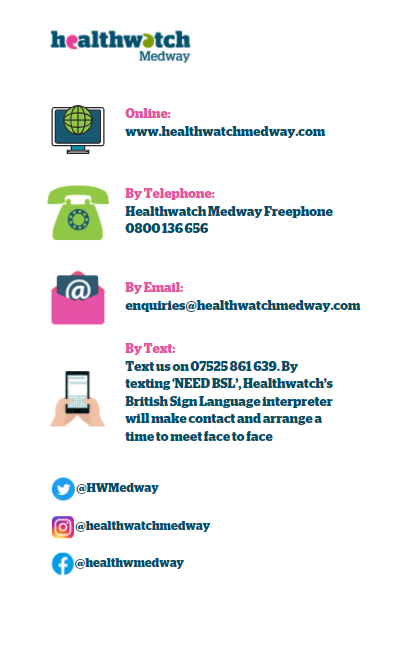 healthwatch
Medway
Online:
www.healthwatchmedway.com
By Telephone:
Healthwatch Medway Freephone
0800 136 656
@
By Email:
enquiries@healthwatchmedway.com
By Text:
Text us on 07525 861 639. By
texting ‘NEED BSL’, Healthwatch’s
British Sign Language interpreter
will make contact and arrange a
time to meet face to face
@HWMedway
@healthwatchmedway
@healthwmedway